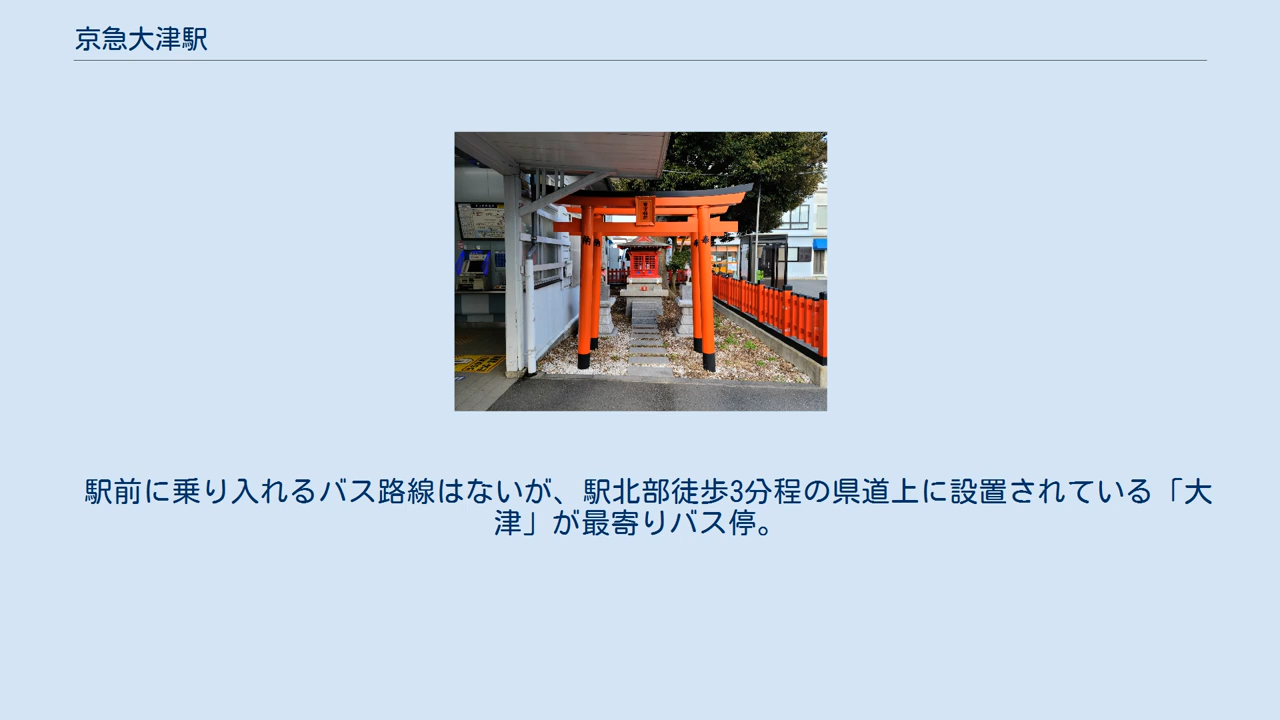 京急大津駅
駅前に乗り入れるバス路線はないが、駅北部徒歩3分程の県道上に設置されている「大
津」が最寄りバス停。